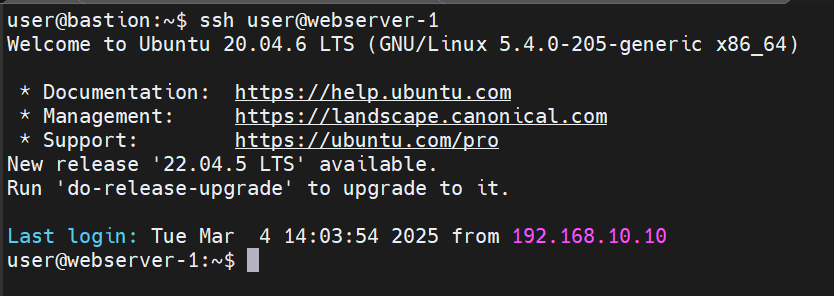 user@bastion:~$ ssh user@webserver-1
Welcome to Ubuntu 20.04.6 LTS (GNU/Linux 5.4.0-205-generic x86_64)

 * Documentation:  https://help.ubuntu.com
 * Management:     https://landscape.canonical.com
 * Support:        https://ubuntu.com/pro
New release '22.04.5 LTS' available.
Run 'do-release-upgrade' to upgrade to it.

Last login: Tue Mar  4 14:03:54 2025 from 192.168.10.10
user@webserver-1:~$